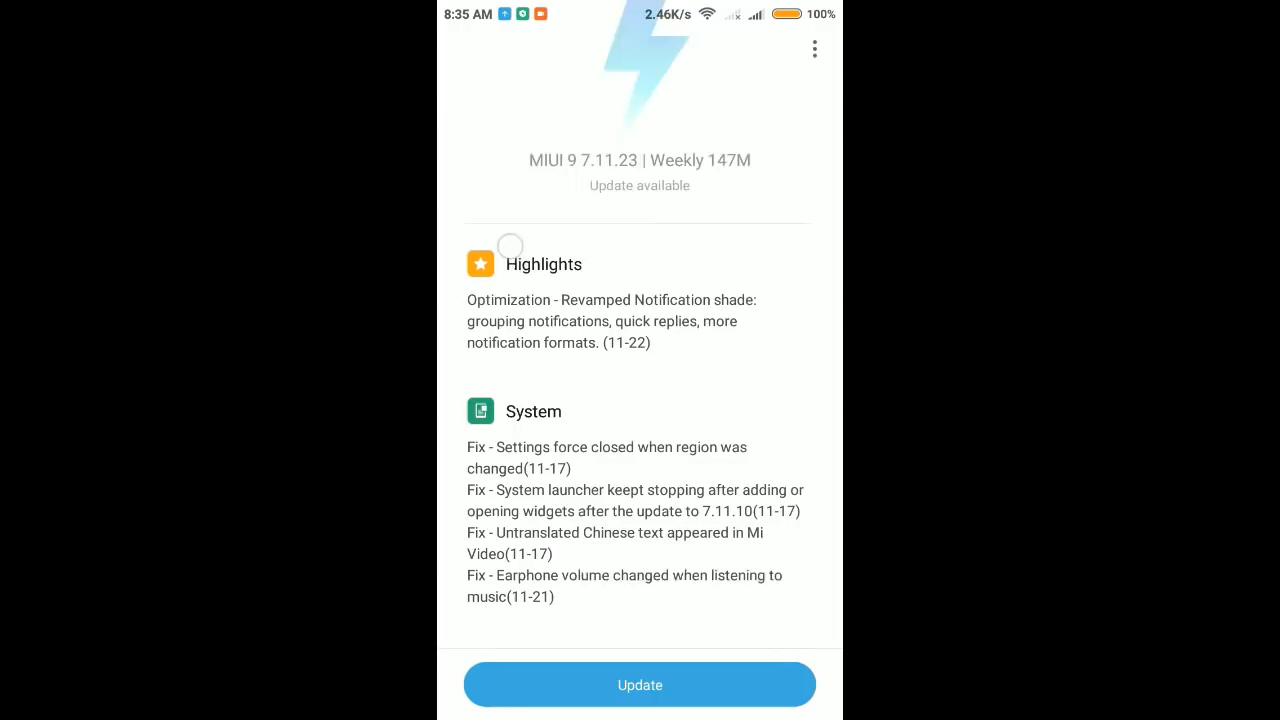 8:35 AM 2.46K/s 100%
MIUI 9 7.11.23 | Weekly 147M
Update available
Highlights
Optimization - Revamped Notification shade:
grouping notifications, quick replies, more
notification formats. (11-22)
System
Fix - Settings force closed when region was
changed(11-17)
Fix - System launcher keept stopping after adding or
opening widgets after the update to 7.11.10(11-17)
Fix - Untranslated Chinese text appeared in Mi
Video(11-17)
Fix - Earphone volume changed when listening to
music(11-21)
Update